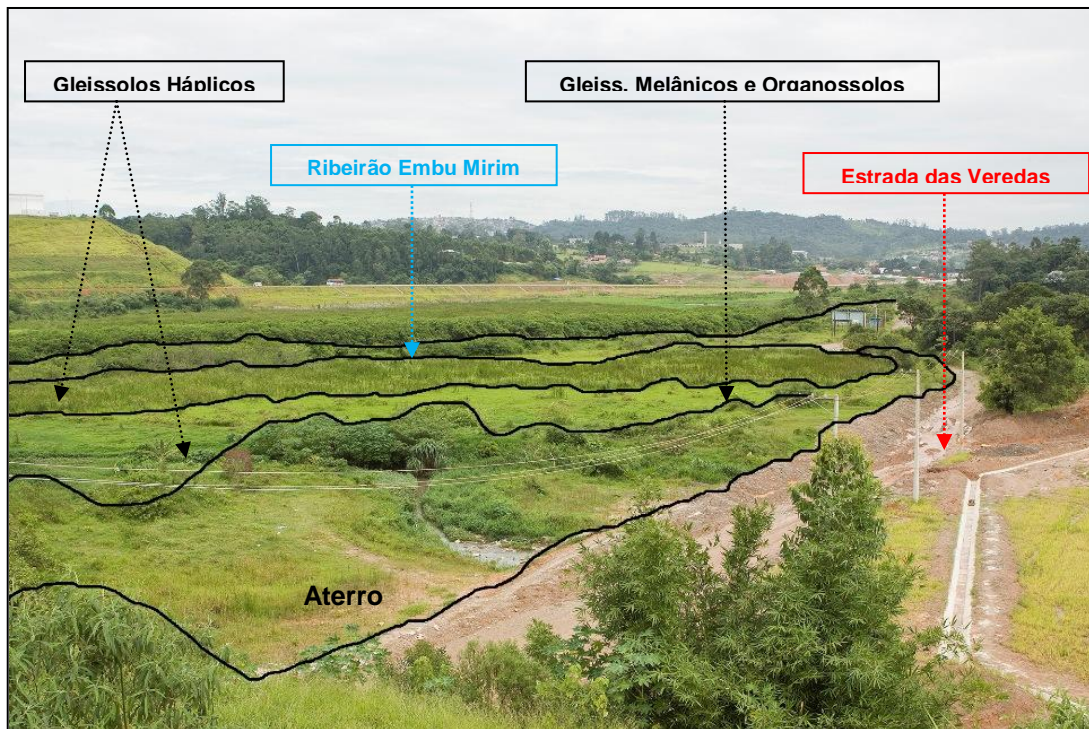 Gleissolos Háplicos
Gleiss. Melânicos e Organossolos
Ribeirão Embu Mirim
Estrada das Veredas
Aterro